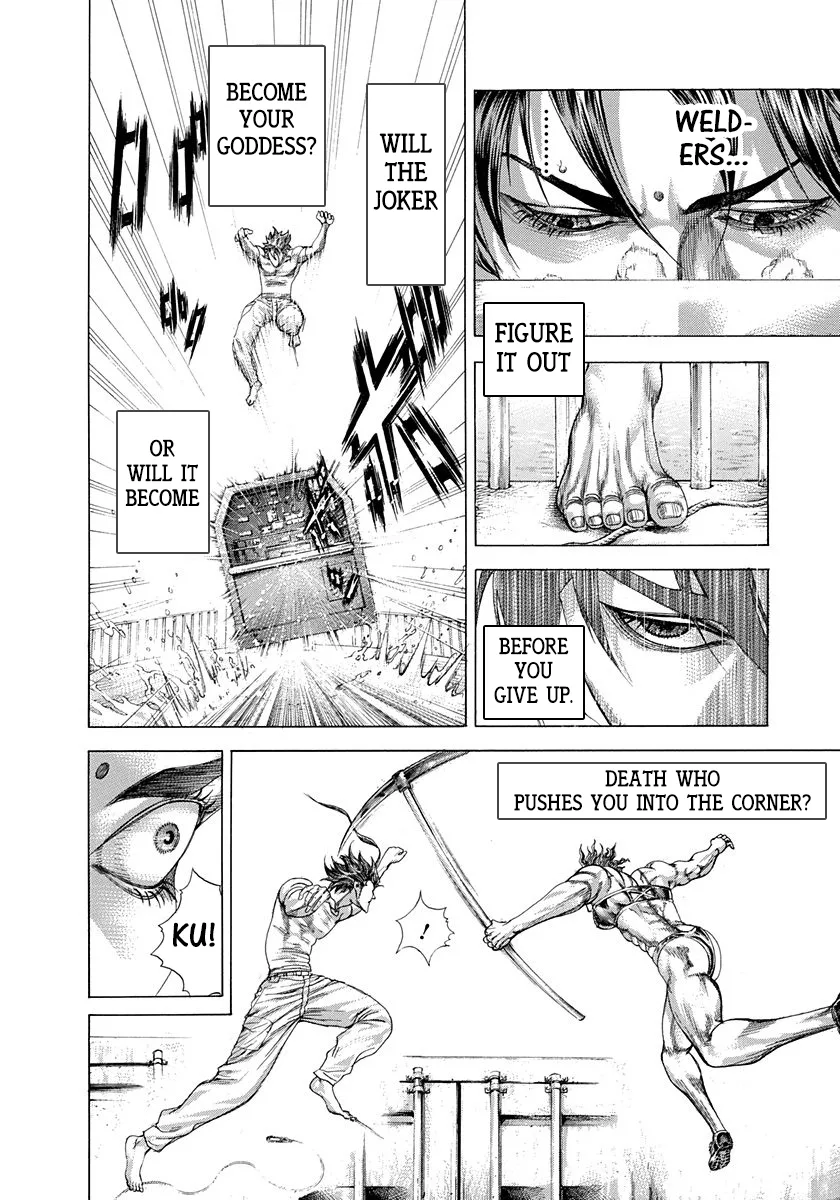 WELD-
ERS...
FIGURE
IT OUT
BEFORE
YOU
GIVE UP.
WILL
THE
JOKER
BECOME
YOUR
GODDESS?
OR
WILL IT
BECOME
DEATH WHO
PUSHES YOU INTO THE CORNER?
!
KU!